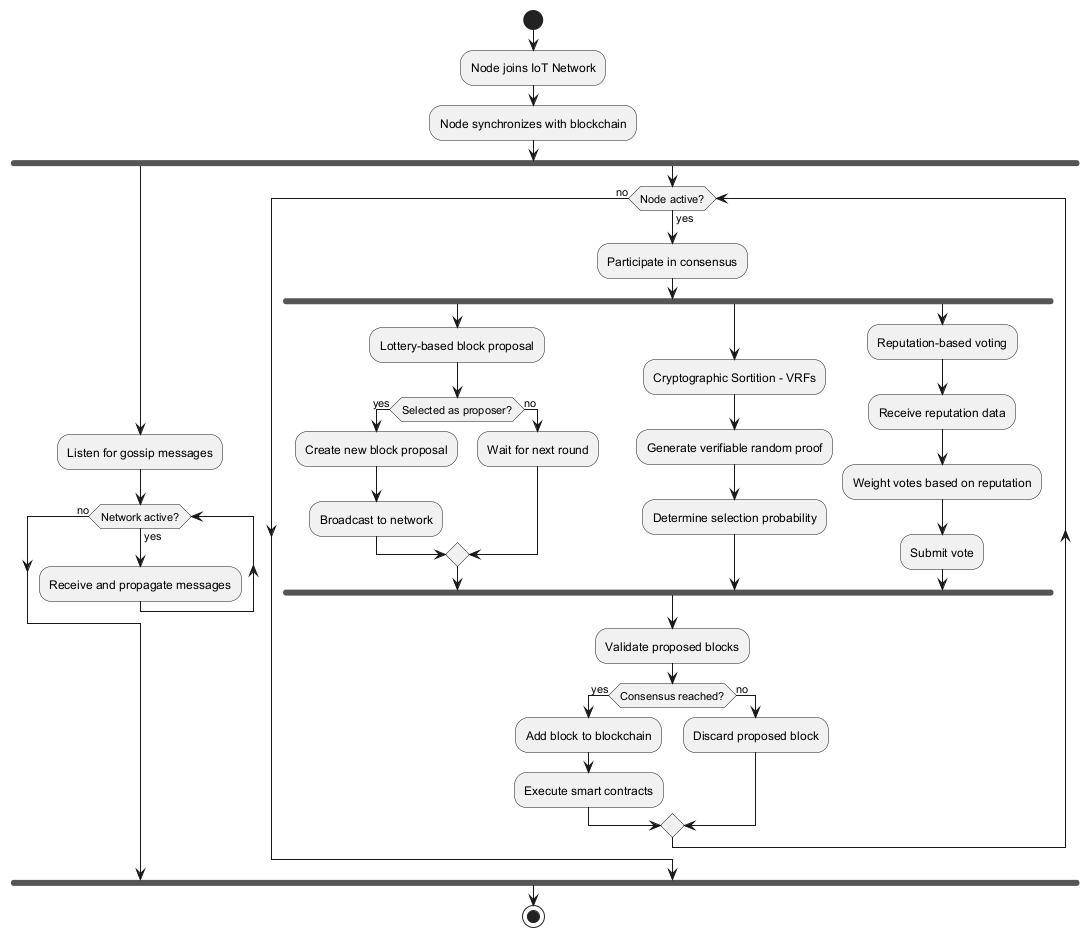 Node joins IoT Network
Node synchronizes with blockchain
no
Node active?
yes
Participate in consensus
Lottery-based block proposal
yes
Selected as proposer?
no
Create new block proposal
Wait for next round
Broadcast to network
Cryptographic Sortition - VRFs
Generate verifiable random proof
Determine selection probability
Reputation-based voting
Receive reputation data
Weight votes based on reputation
Submit vote
Listen for gossip messages
no
Network active?
yes
Receive and propagate messages
Validate proposed blocks
yes
Consensus reached?
no
Add block to blockchain
Discard proposed block
Execute smart contracts